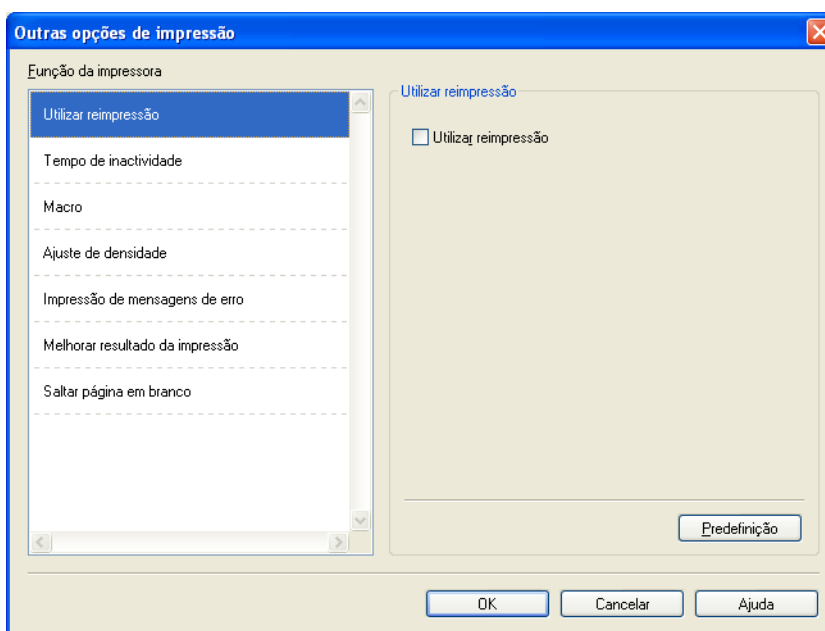 Outras opções de impressão
Função da impressora
Utilizar reimpressão
Tempo de inactividade
Macro
Ajuste de densidade
Impressão de mensagens de erro
Melhorar resultado da impressão
Saltar página em branco
Utilizar reimpressão
Utilizar reimpressão
Predefinição
OK
Cancelar
Ajuda